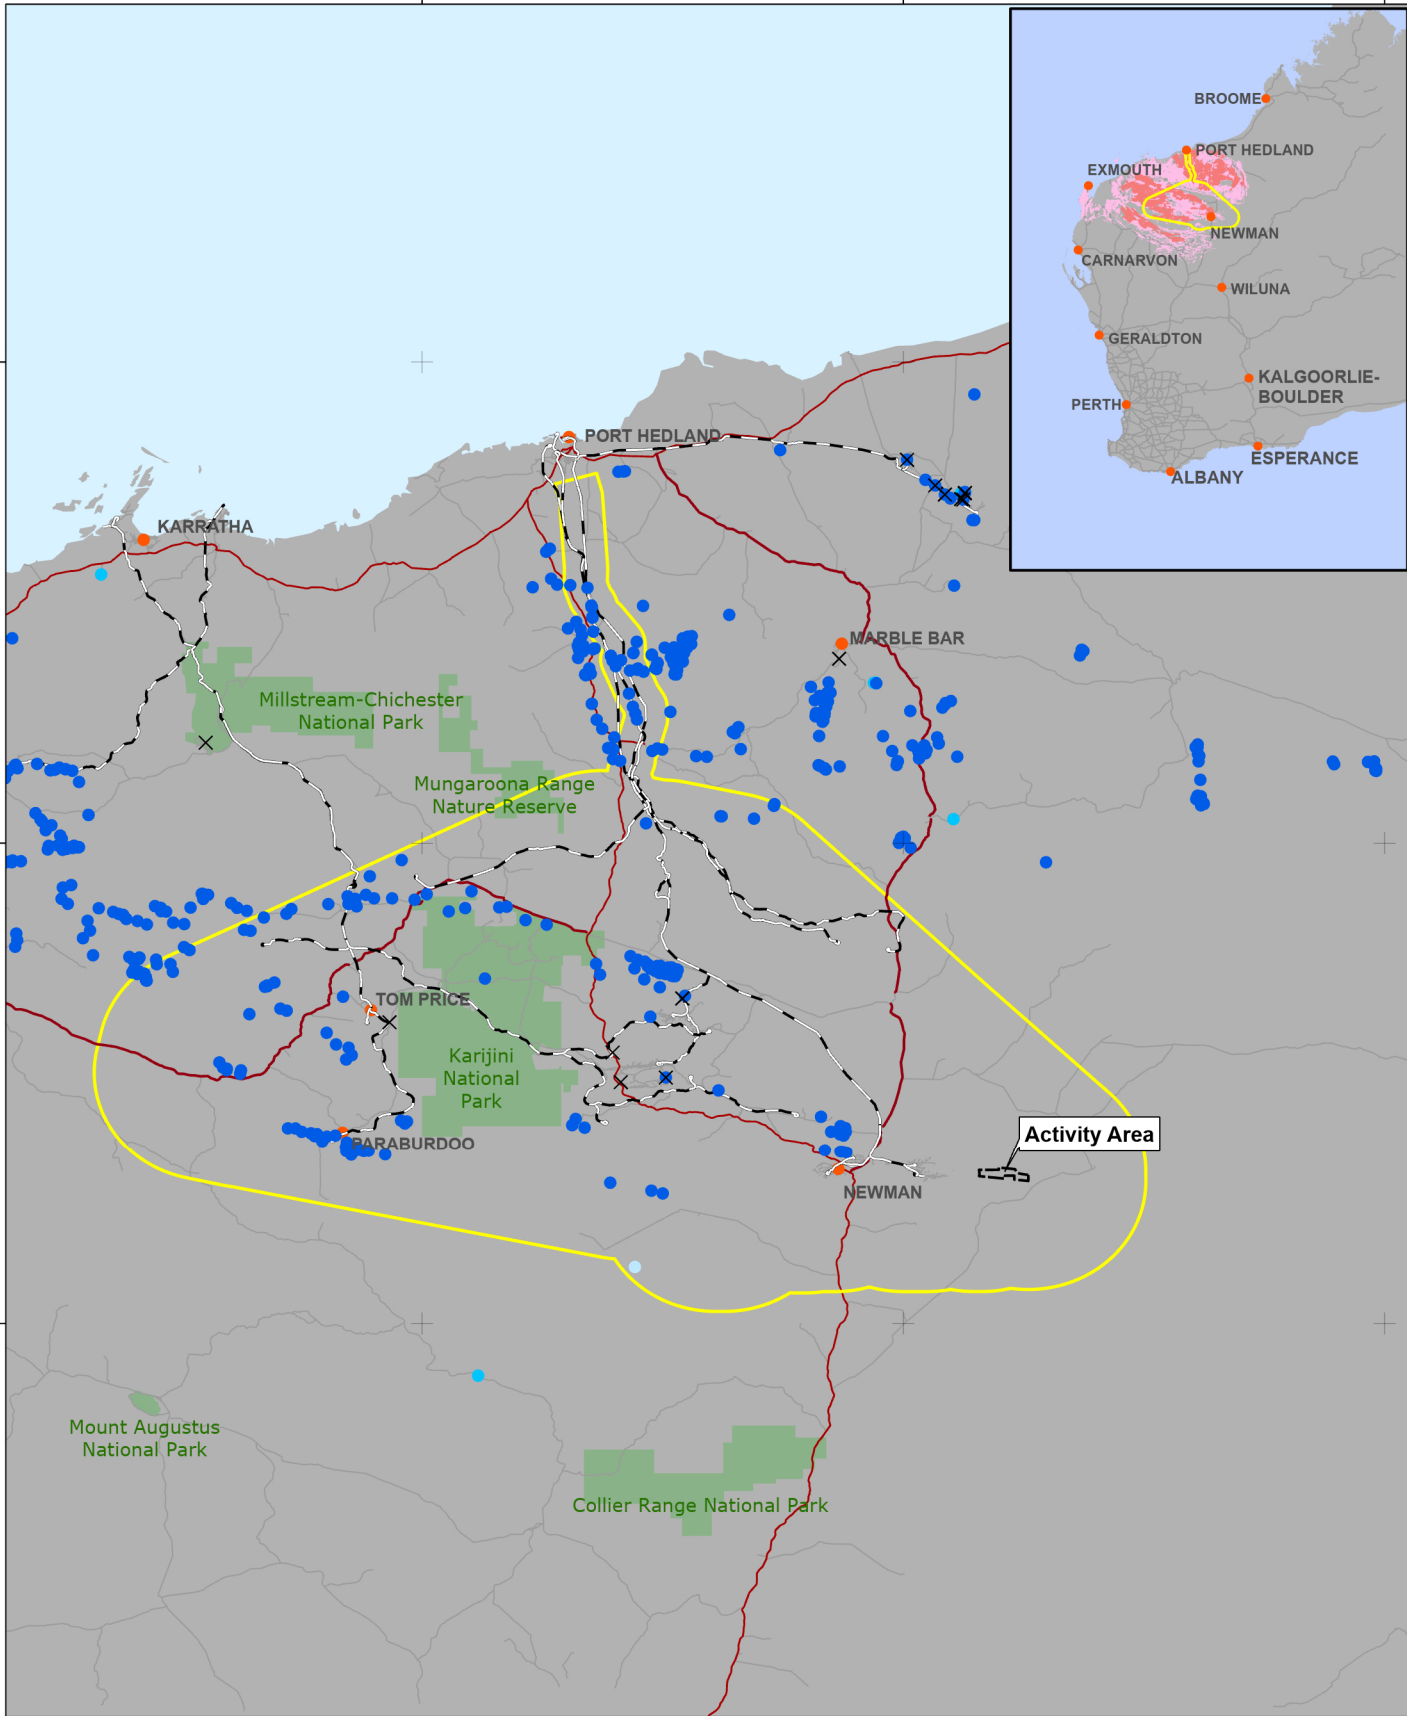 BROOME
PORT HEDLAND
EXMOUTH
NEWMAN
CARNARVON
WILUNA
GERALDTON
KALGOORLIE-
BOULDER
PERTH
ESPERANCE
ALBANY
PORT HEDLAND
KARRATHA
MARBLE BAR
Millstream-Chichester
National Park
Mungaroona Range
Nature Reserve
TOM PRICE
Karijini
National
Park
Activity Area
PARABURDOO
NEWMAN
Mount Augustus
National Park
Collier Range National Park